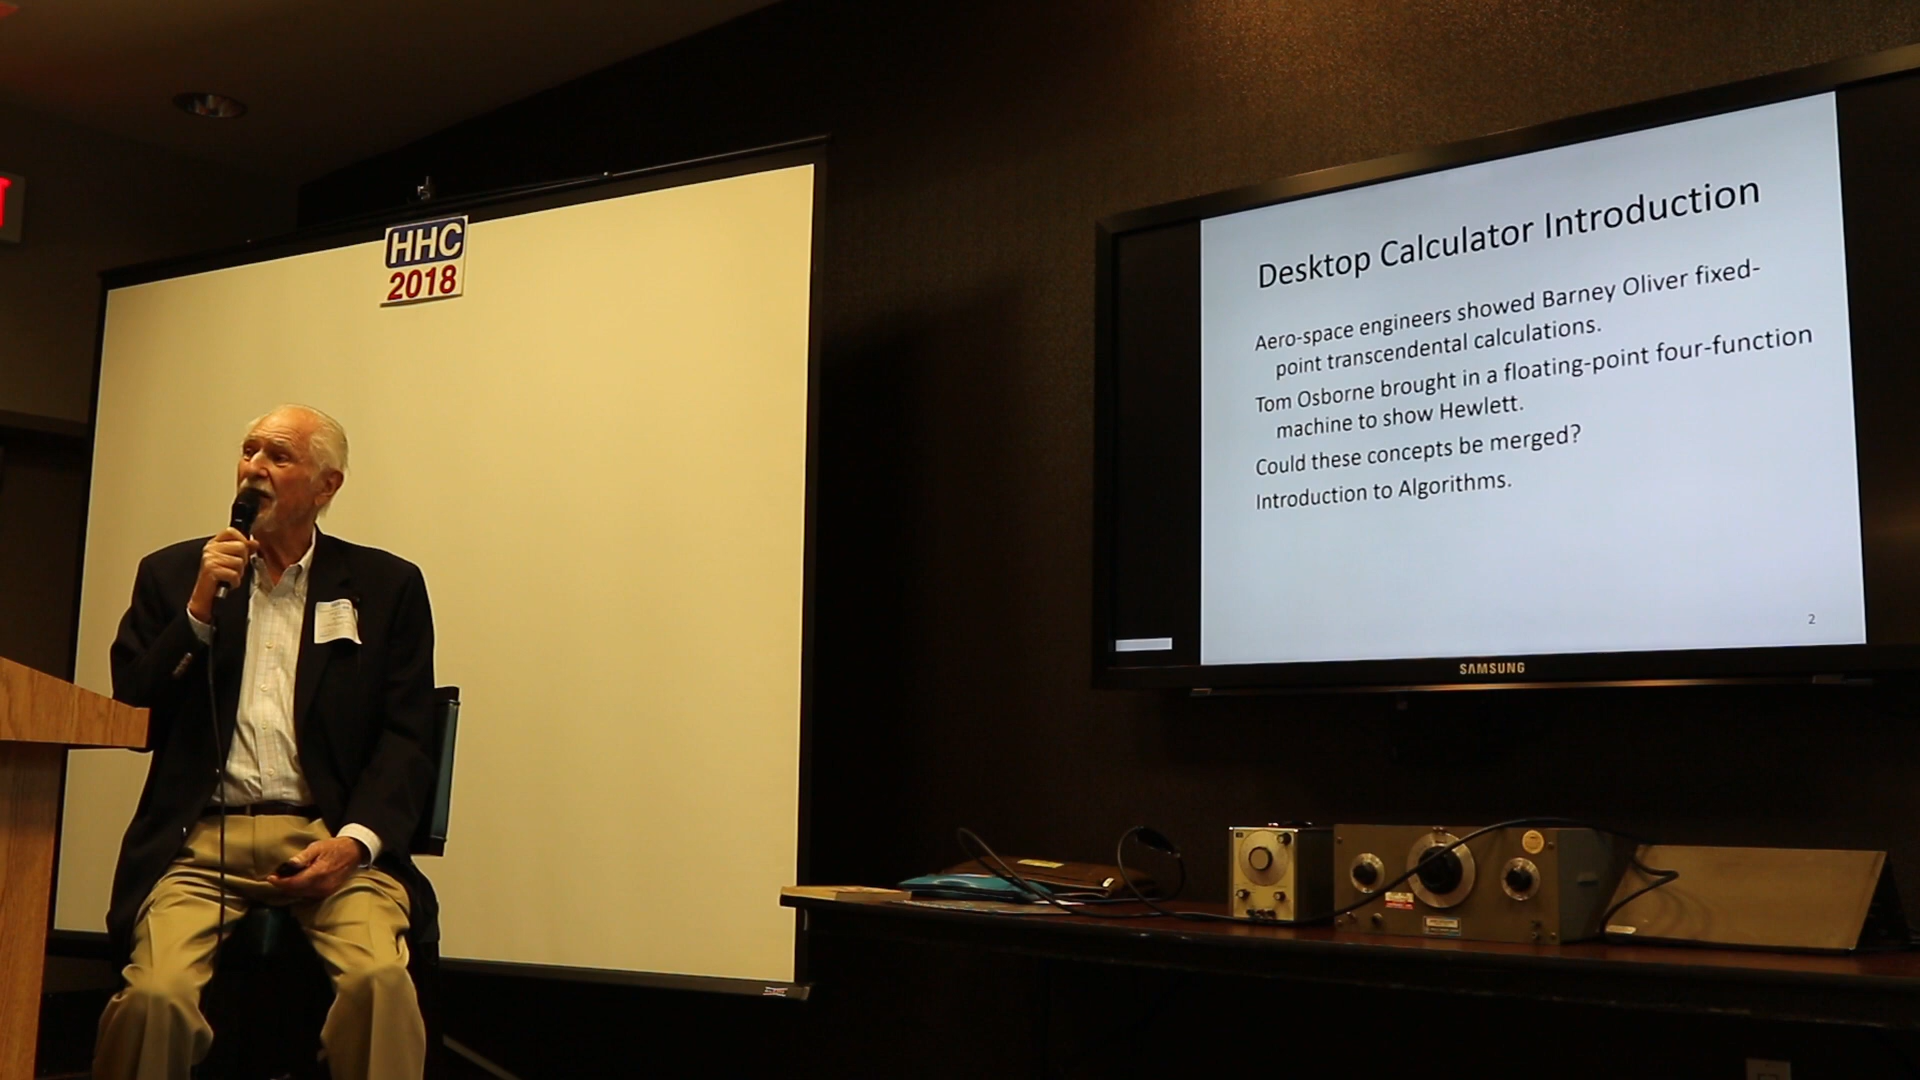 HHC
2018
Desktop Calculator Introduction
Aero-space engineers showed Barney Oliver fixed-
point transcendental calculations.
Tom Osborne brought in a floating-point four-function
machine to show Hewlett.
Could these concepts be merged?
Introduction to Algorithms.
2
SAMSUNG